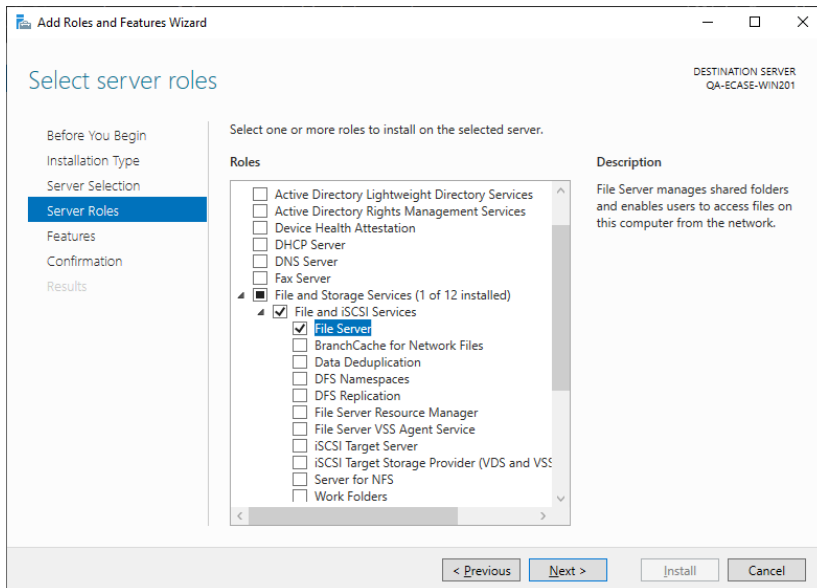 Add Roles and Features Wizard
Select server roles
DESTINATION SERVER
QA-ECASE-WIN201
Before You Begin
Installation Type
Server Selection
Server Roles
Features
Confirmation
Results
Select one or more roles to install on the selected server.
Roles
Active Directory Lightweight Directory Services
Active Directory Rights Management Services
Device Health Attestation
DHCP Server
DNS Server
Fax Server
File and Storage Services (1 of 12 installed)
File and iSCSI Services
File Server
BranchCache for Network Files
Data Deduplication
DFS Namespaces
DFS Replication
File Server Resource Manager
File Server VSS Agent Service
iSCSI Target Server
iSCSI Target Storage Provider (VDS and VSS
Server for NFS
Work Folders
Description
File Server manages shared folders
and enables users to access files on
this computer from the network.
< Previous
Next >
Install
Cancel